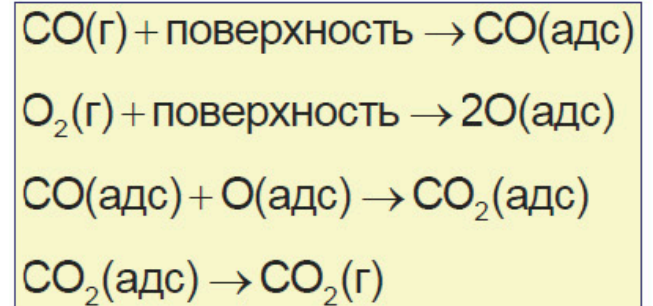 CO(г) + поверхность → CO(адс)
O₂(г) + поверхность → 2O(адс)
CO(адс) + O(адс) → CO₂(адс)
CO₂(адс) → CO₂(г)